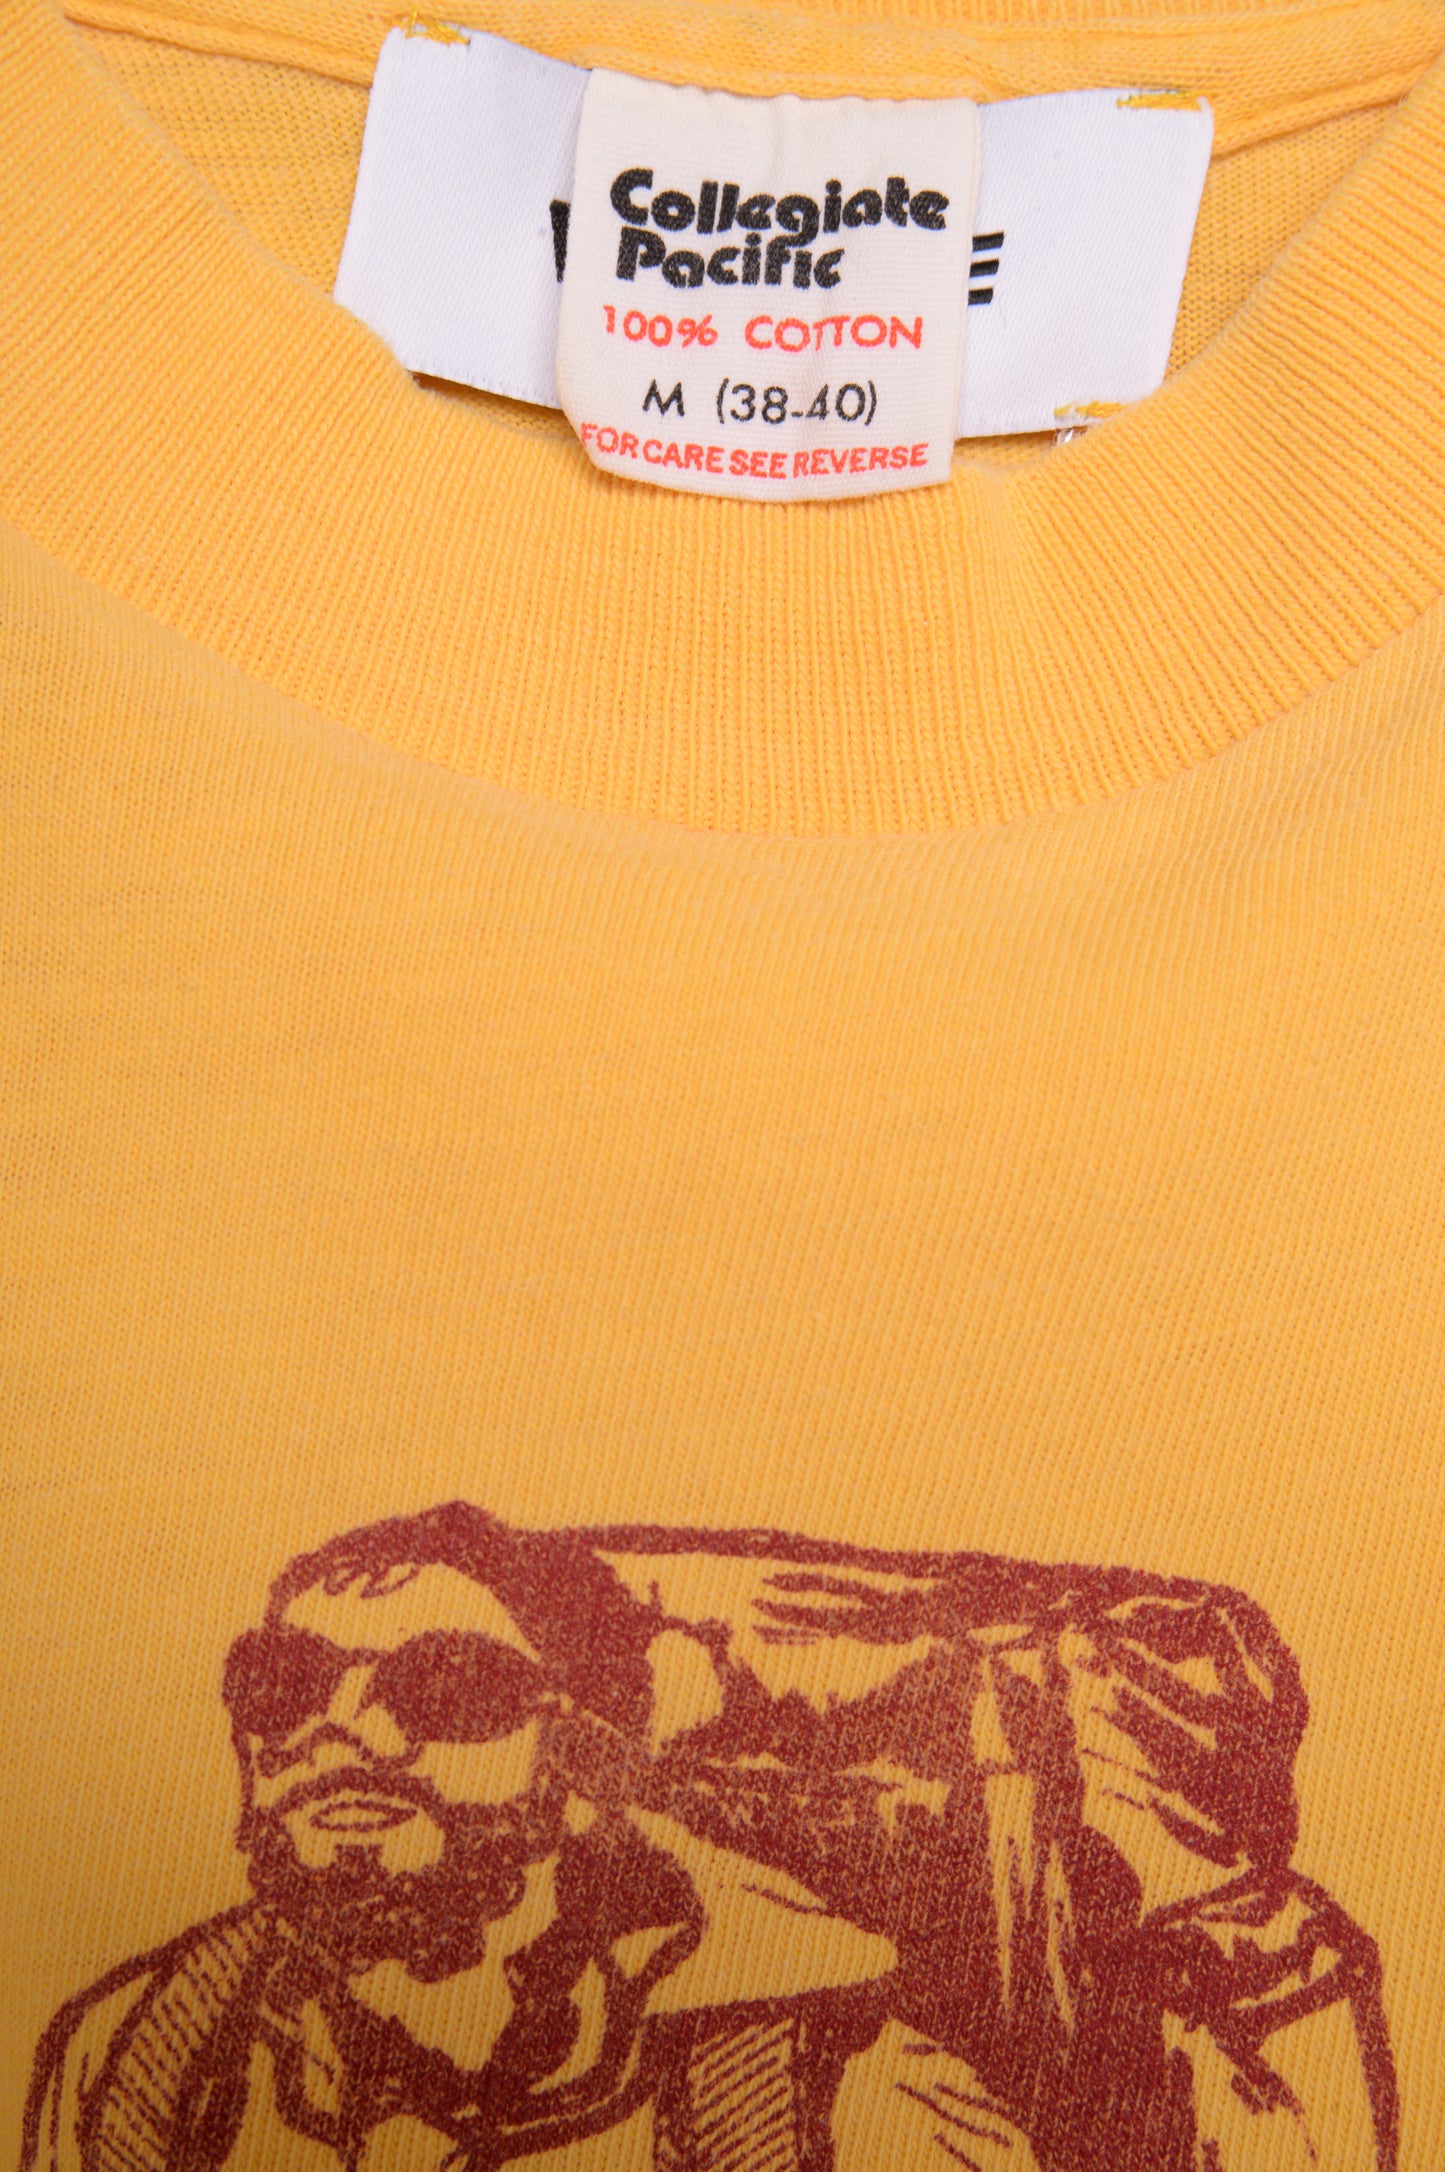 Collegiate
Pacific
100% COTTON
M (38-40)
FOR CARE SEE REVERSE